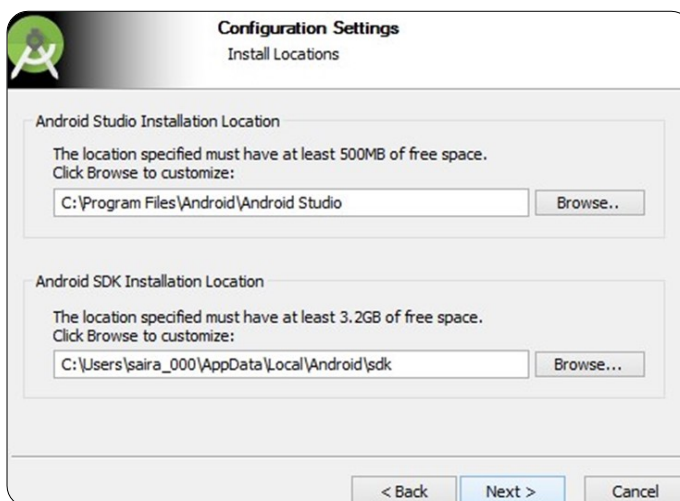 Configuration Settings
Install Locations
Android Studio Installation Location
The location specified must have at least 500MB of free space.
Click Browse to customize:
C:\Program Files\Android\Android Studio
Browse..
Android SDK Installation Location
The location specified must have at least 3.2GB of free space.
Click Browse to customize:
C:\Users\saira_000\AppData\Local\Android\sdk
Browse...
< Back
Next >
Cancel